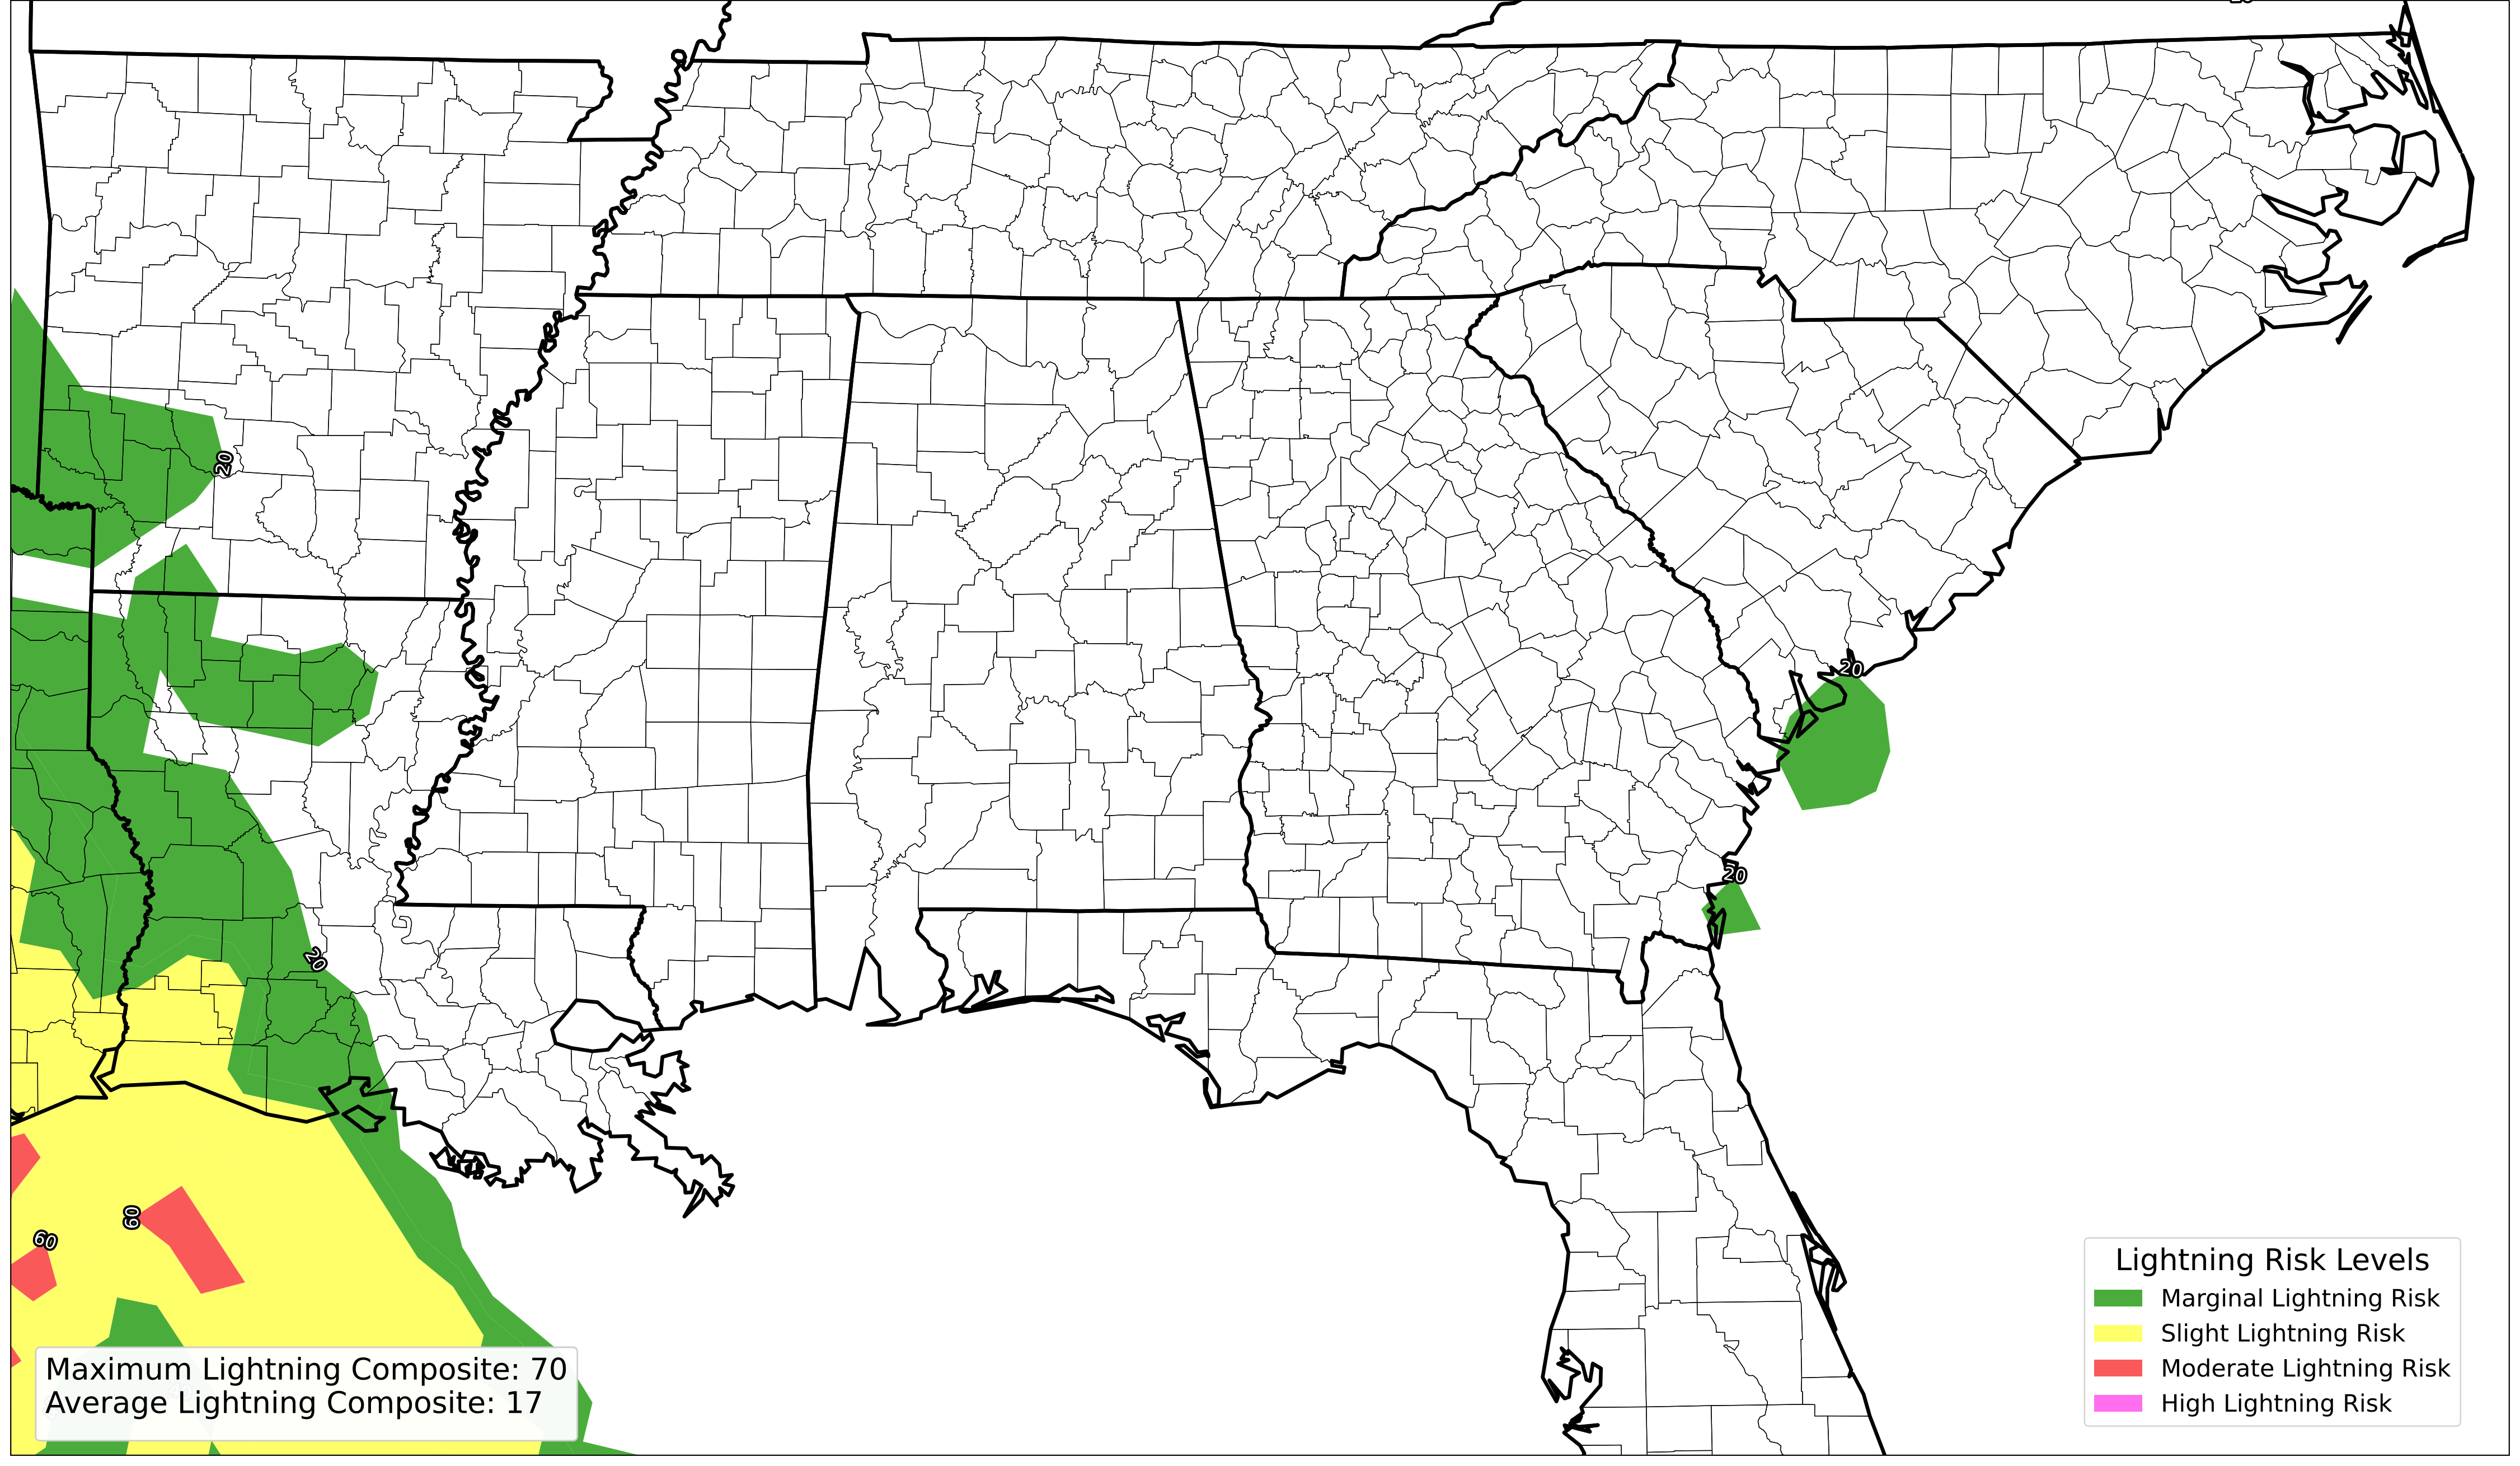 20
20
20
20
20
60
60
Lightning Risk Levels
Marginal Lightning Risk
Slight Lightning Risk
Moderate Lightning Risk
High Lightning Risk
Maximum Lightning Composite: 70
Average Lightning Composite: 17